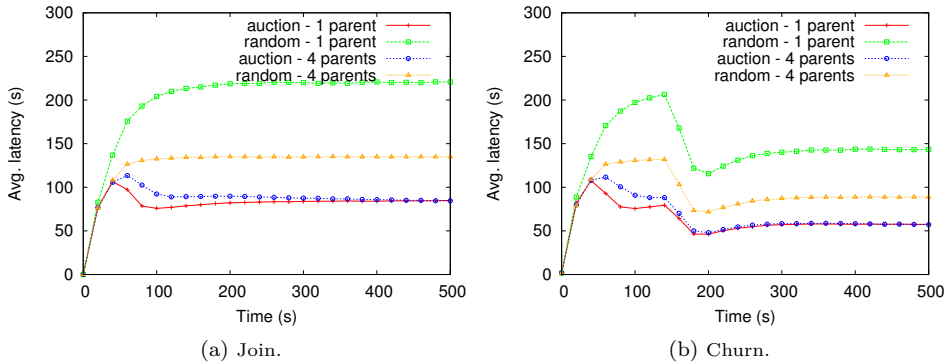 300
250
200
150
100
50
0
0 100 200 300 400 500
Avg. latency (s)
Time (s)
auction - 1 parent
random - 1 parent
auction - 4 parents
random - 4 parents
(a) Join.
300
250
200
150
100
50
0
0 100 200 300 400 500
Avg. latency (s)
Time (s)
auction - 1 parent
random - 1 parent
auction - 4 parents
random - 4 parents
(b) Churn.